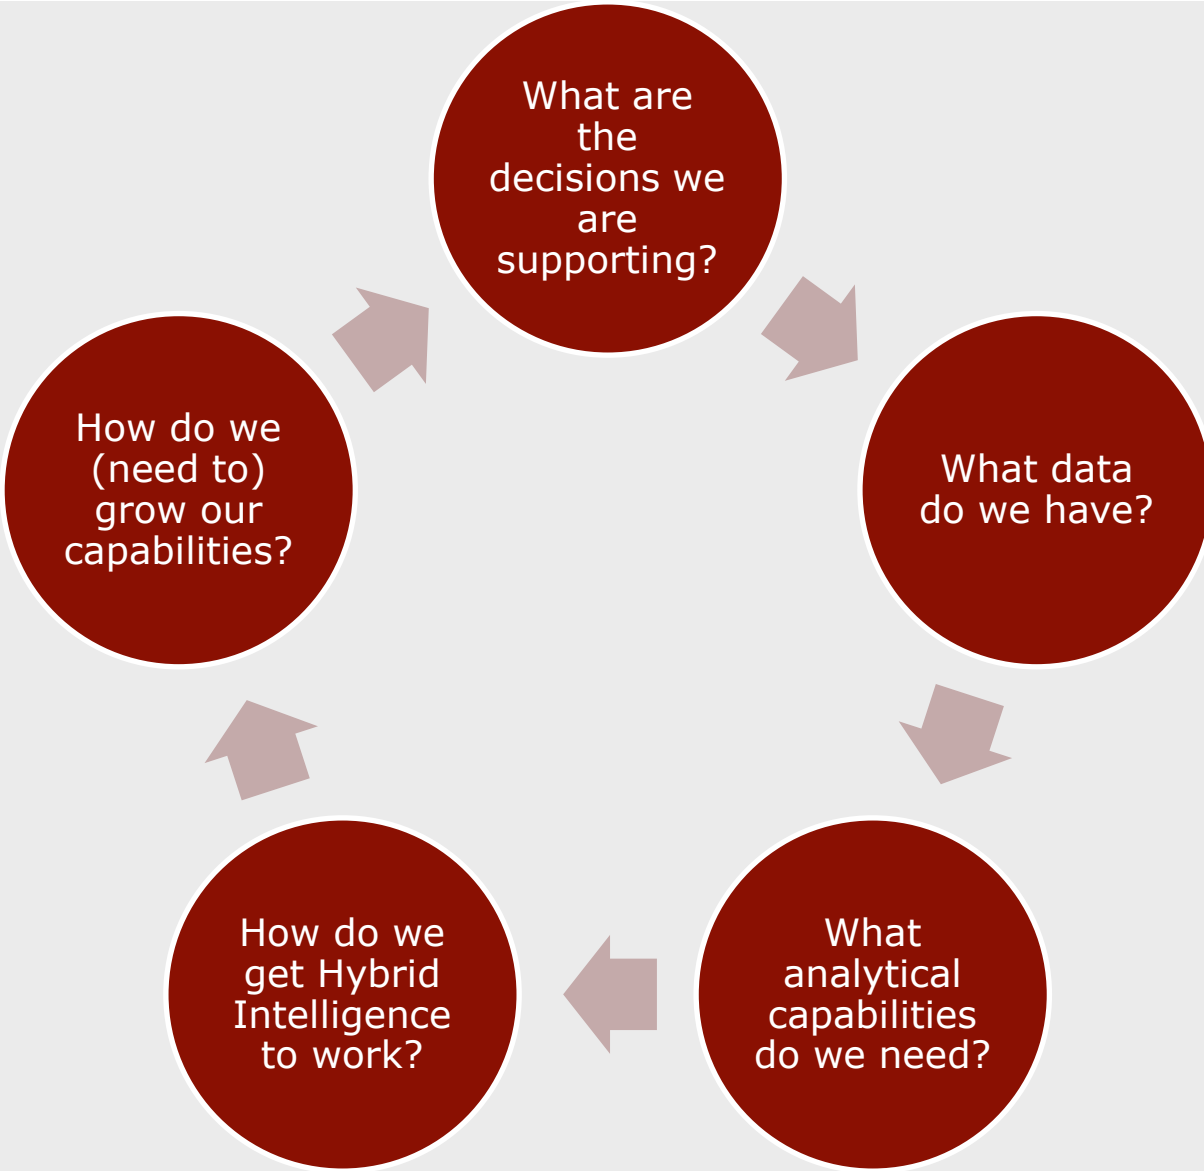 What are
the
decisions we
are
supporting?
What data
do we have?
What
analytical
capabilities
do we need?
How do we
get Hybrid
Intelligence
to work?
How do we
(need to)
grow our
capabilities?